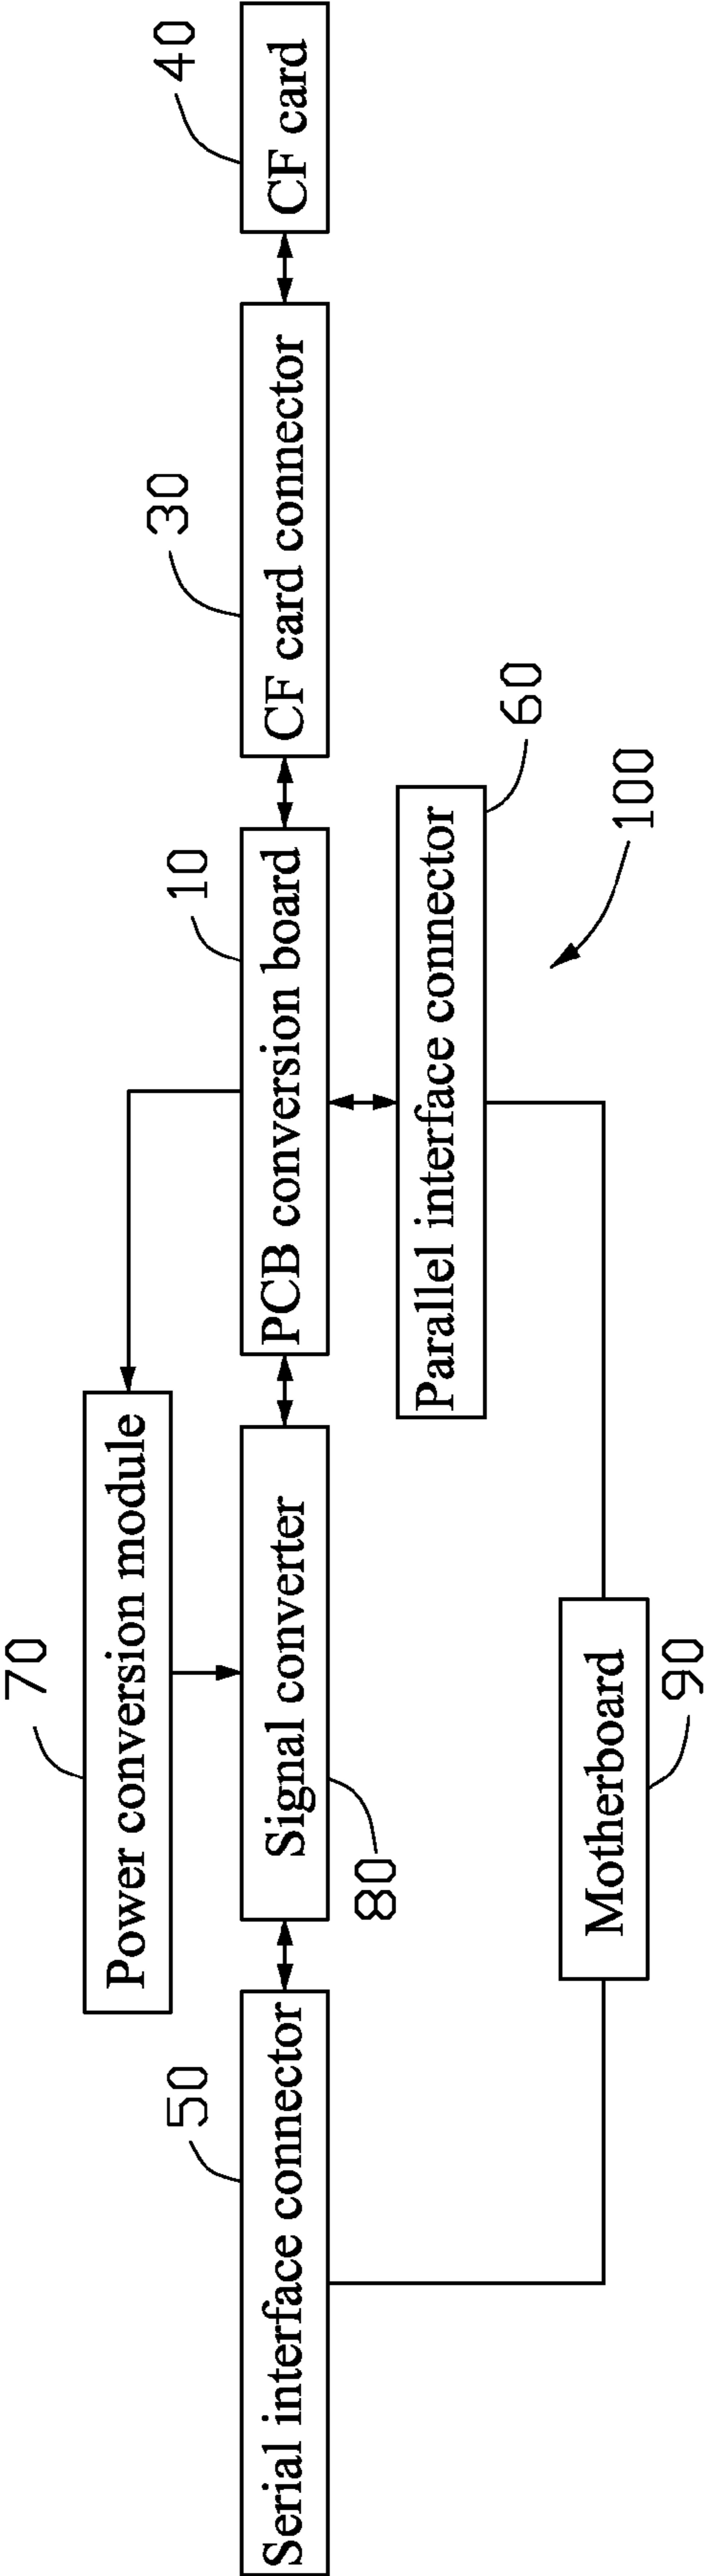 70
Power conversion module
50
10
30
40
Serial interface connector
Signal converter
PCB conversion board
CF card connector
CF card
80
Parallel interface connector
60
Motherboard
90
100